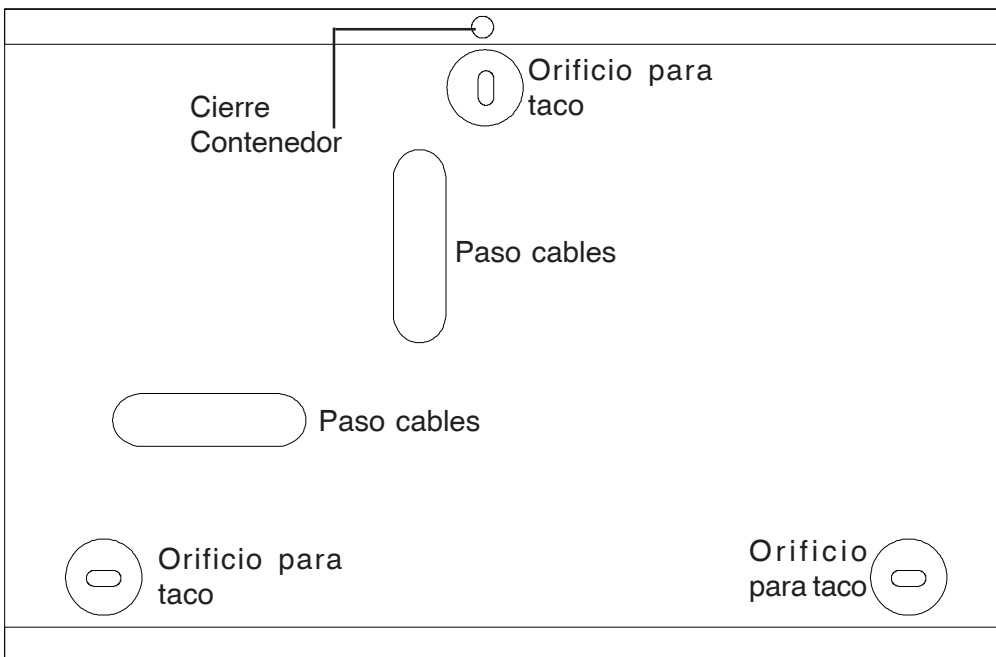 Orificio para
taco
Cierre
Contenedor
Paso cables
Paso cables
Orificio para
taco
Orificio
para taco